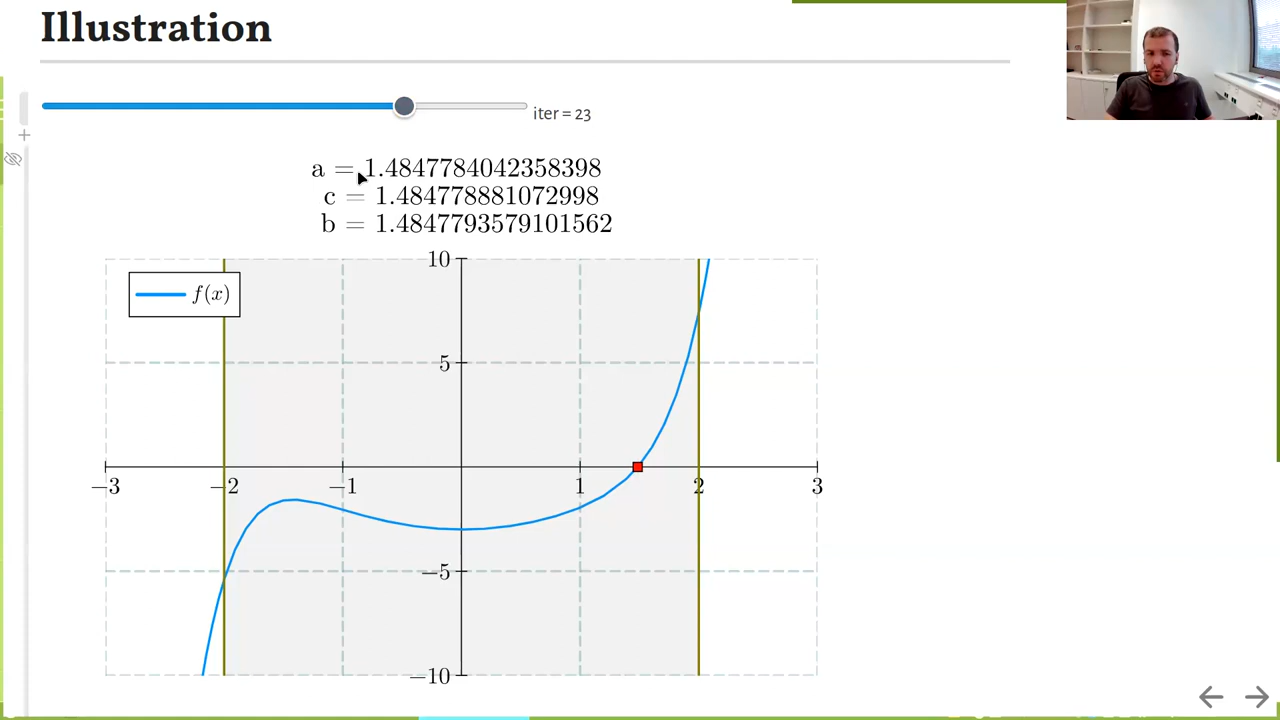 Illustration
iter = 23
a = 1.4847784042358398
c = 1.484778881072998
b = 1.4847793579101562
10
f(x)
5
−3 −2 −1 1 2 3
−5
−10